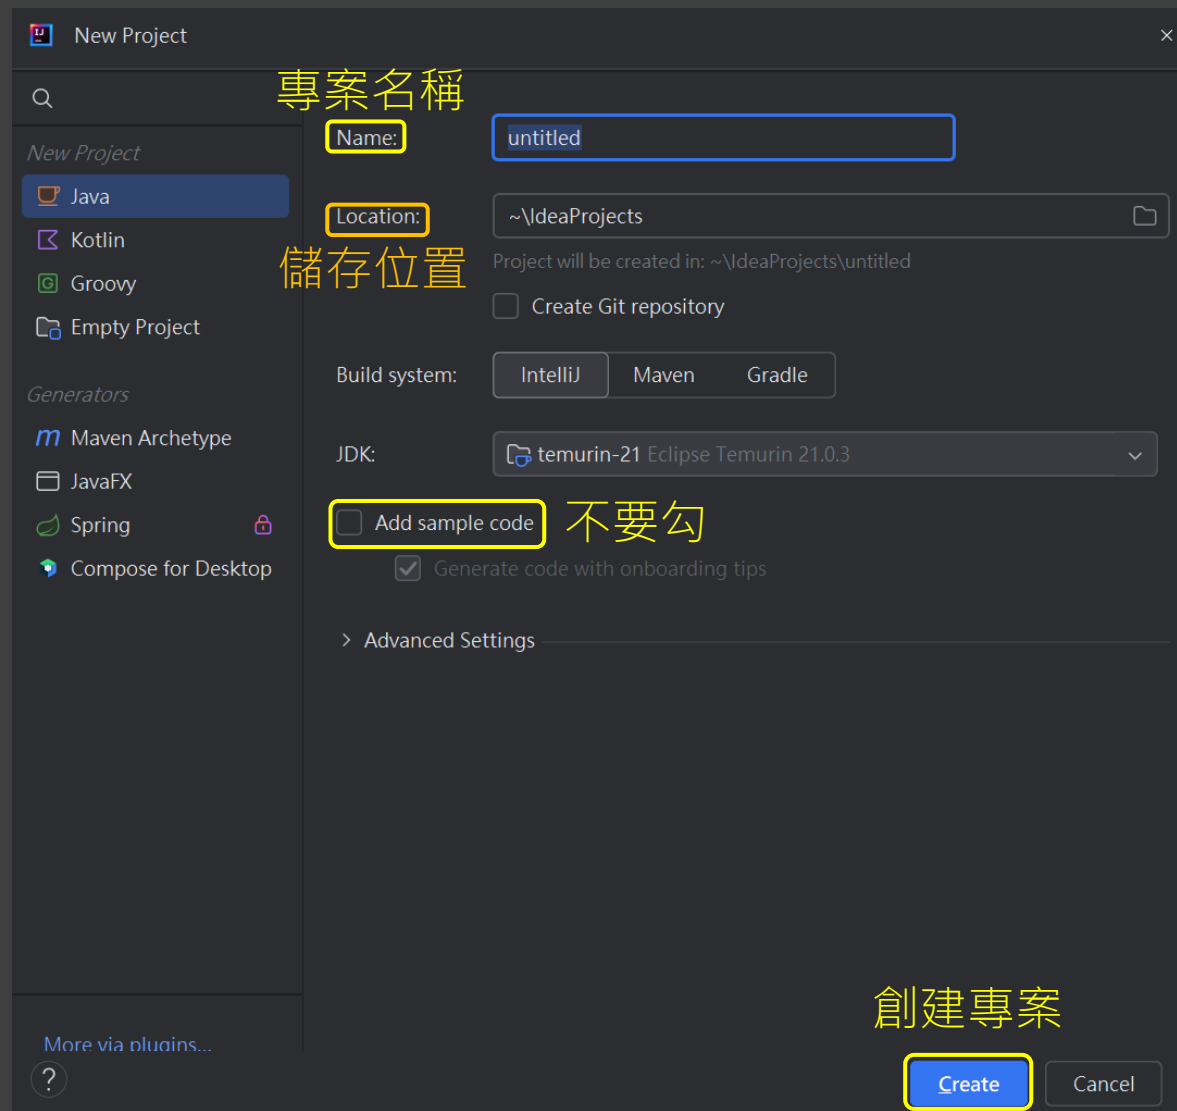 New Project
專案名稱
Name:
untitled
New Project
Java
Location:
~\IdeaProjects
Kotlin
儲存位置
Project will be created in: ~\IdeaProjects\untitled
Groovy
Create Git repository
Empty Project
Build system:
IntelliJ
Maven
Gradle
Generators
Maven Archetype
JDK:
temurin-21 Eclipse Temurin 21.0.3
JavaFX
Spring
Add sample code
不要勾
Compose for Desktop
Generate code with onboarding tips
Advanced Settings
創建專案
More via plugins...
?
Create
Cancel